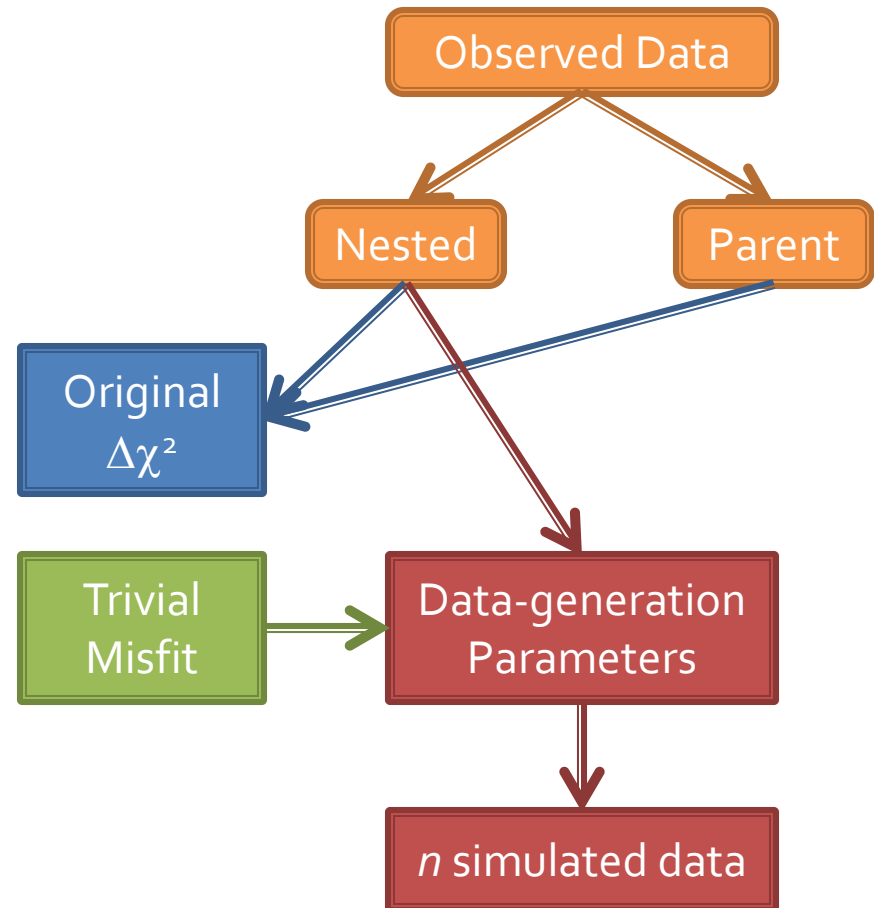 Observed Data
Nested
Parent
Original
Δχ²
Trivial
Misfit
Data-generation
Parameters
n simulated data